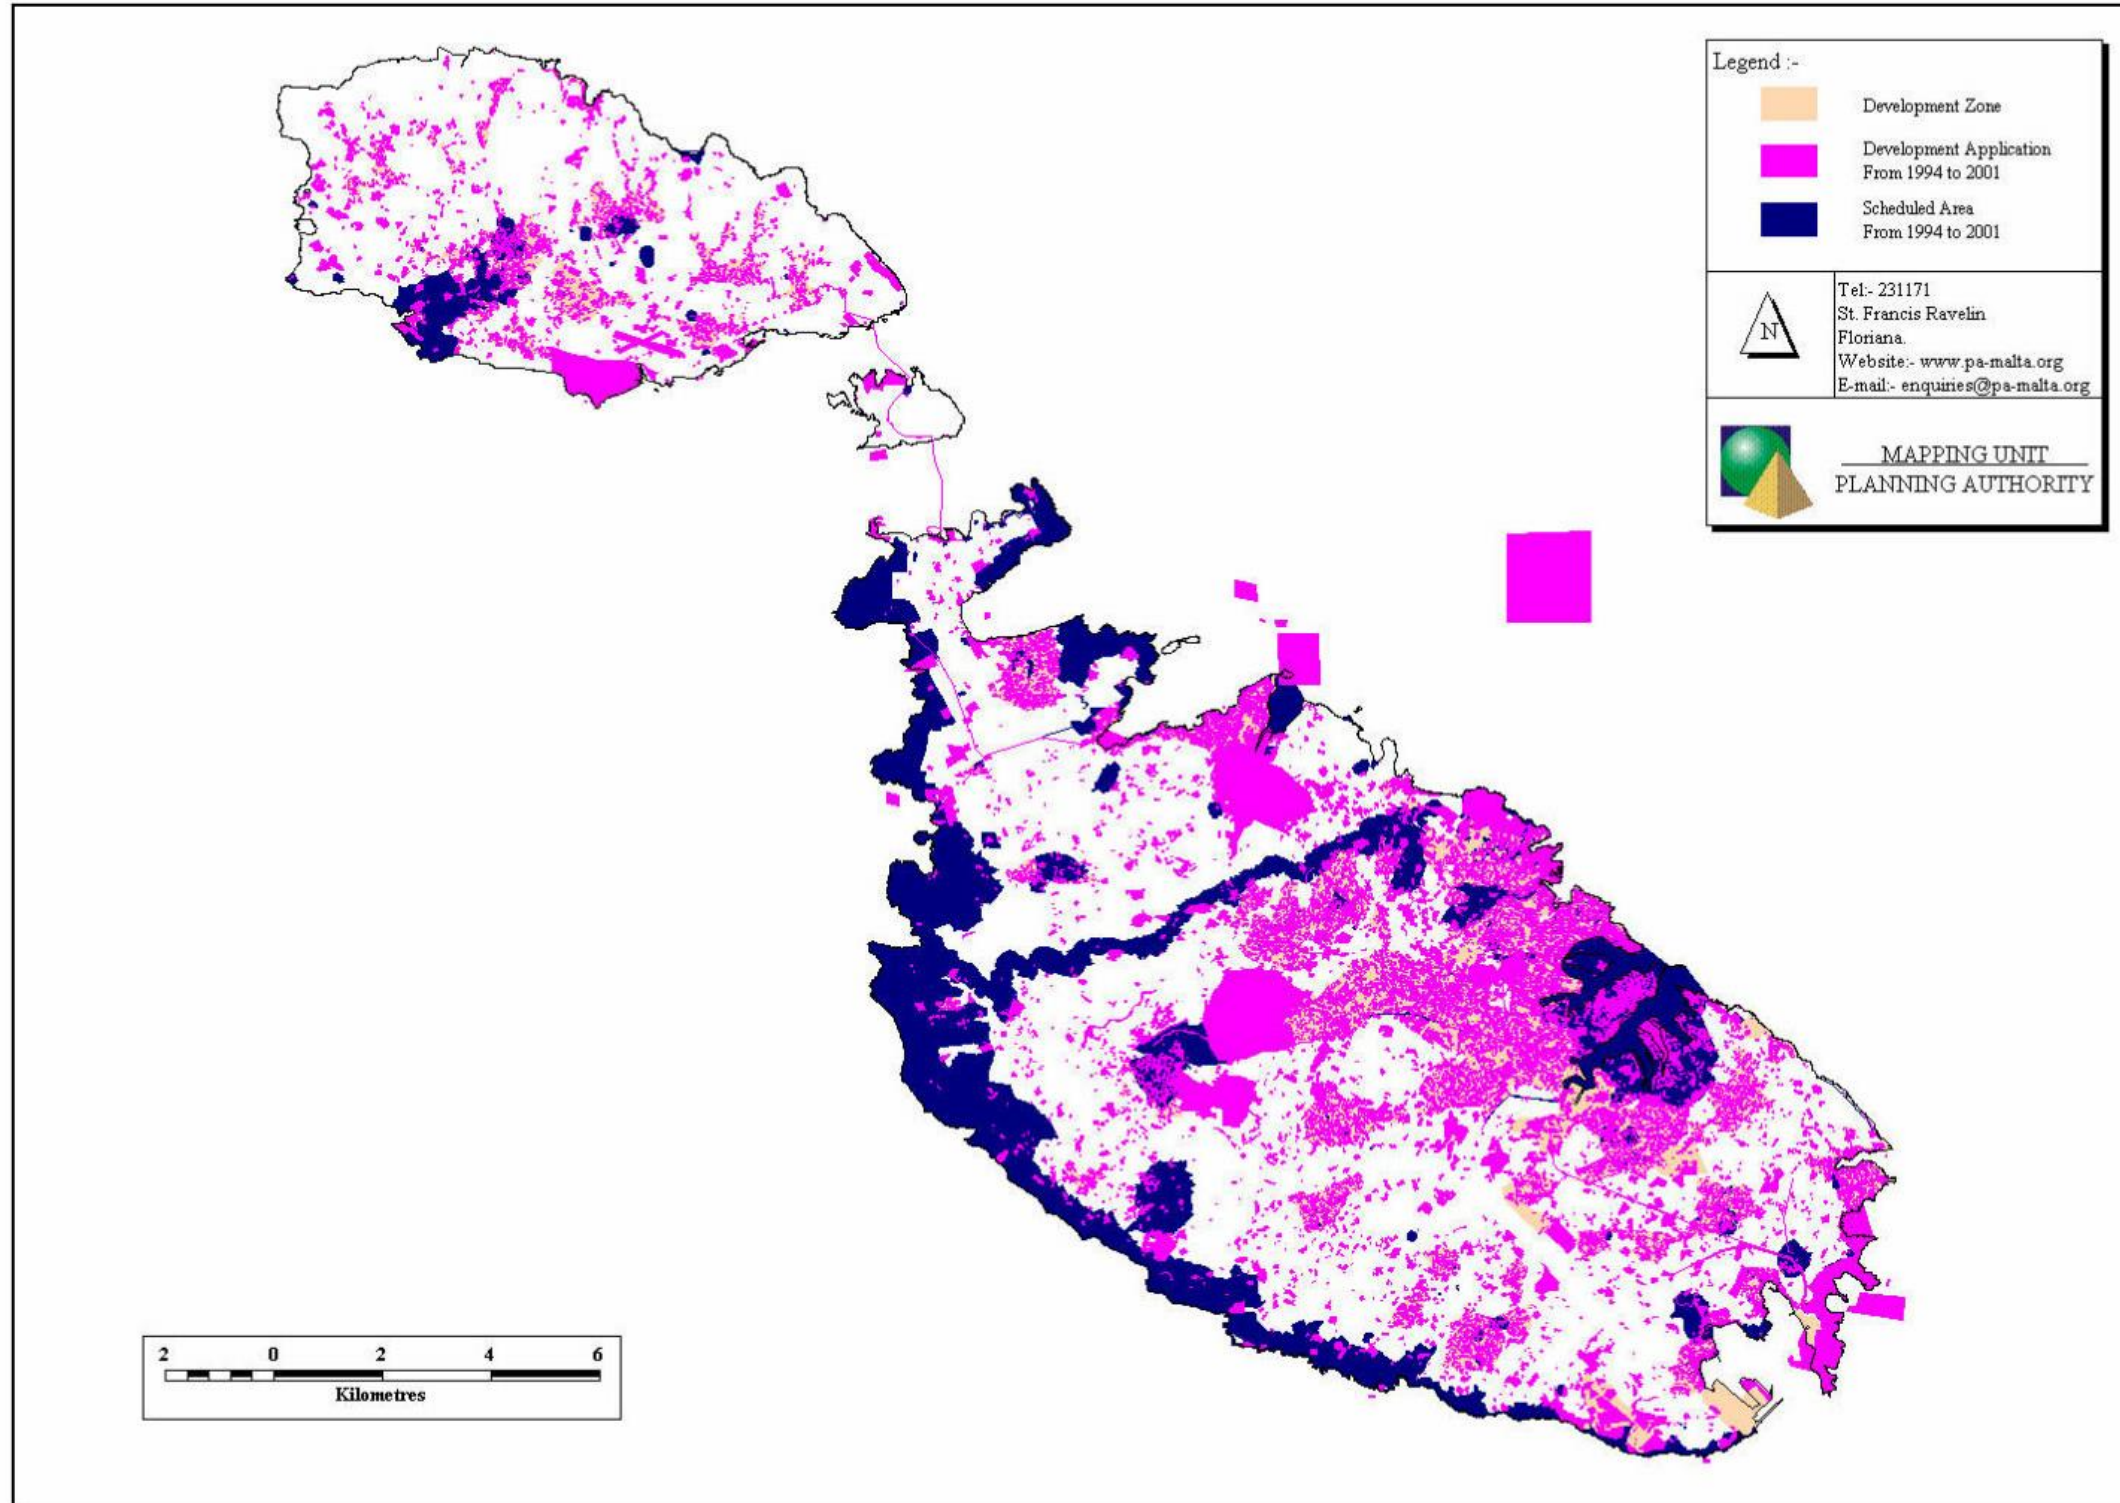 Legend :-
Development Zone
Development Application
From 1994 to 2001
Scheduled Area
From 1994 to 2001
N
Tel:- 231171
St. Francis Ravelin
Floriana.
Website:- www.pa-malta.org
E-mail:- enquiries@pa-malta.org
MAPPING UNIT
PLANNING AUTHORITY
2 0 2 4 6
Kilometres